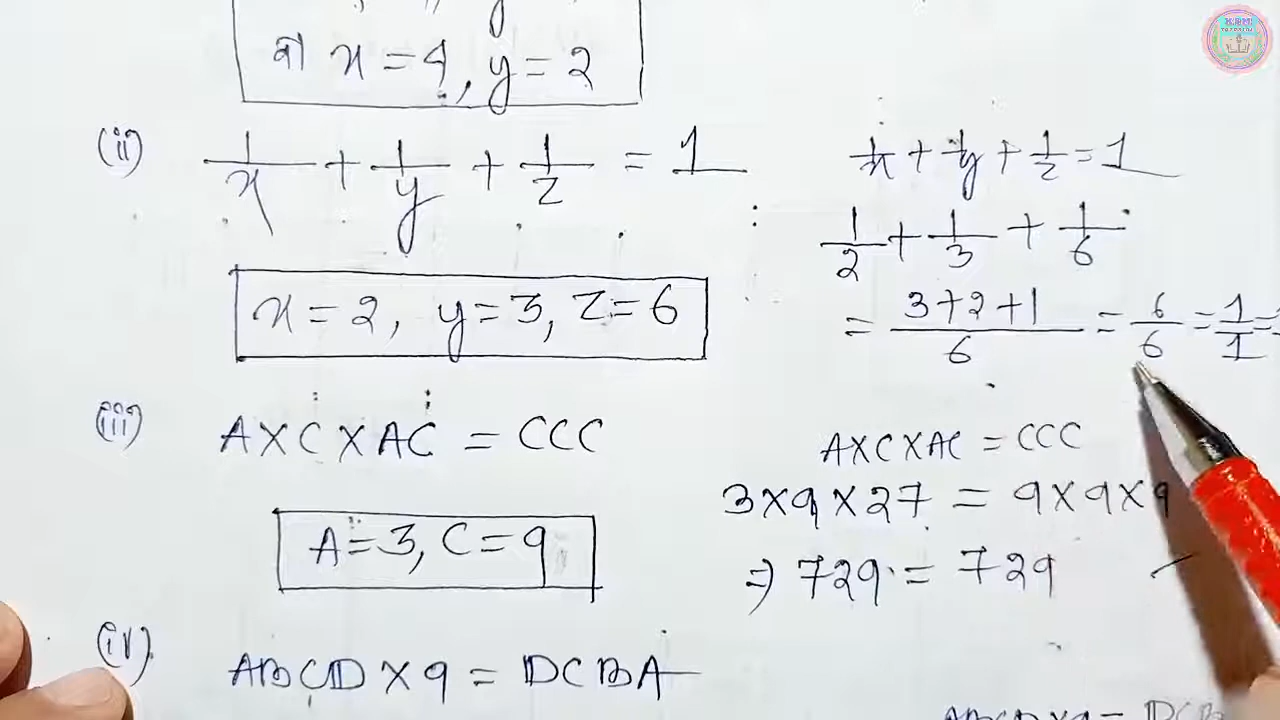 বা x = 4, y = 2
(ii) 1/x + 1/y + 1/z = 1
x = 2, y = 3, z = 6
(iii) A×C×AC = CCC
A=3, C=9
(iv) ABCD × 9 = DCBA
1/x + 1/y + 1/z = 1
1/2 + 1/3 + 1/6
= 3+2+1/6 = 6/6 = 1/1 =
A×C×AC = CCC
3×9×27 = 9×9×9
⇒ 729 = 729